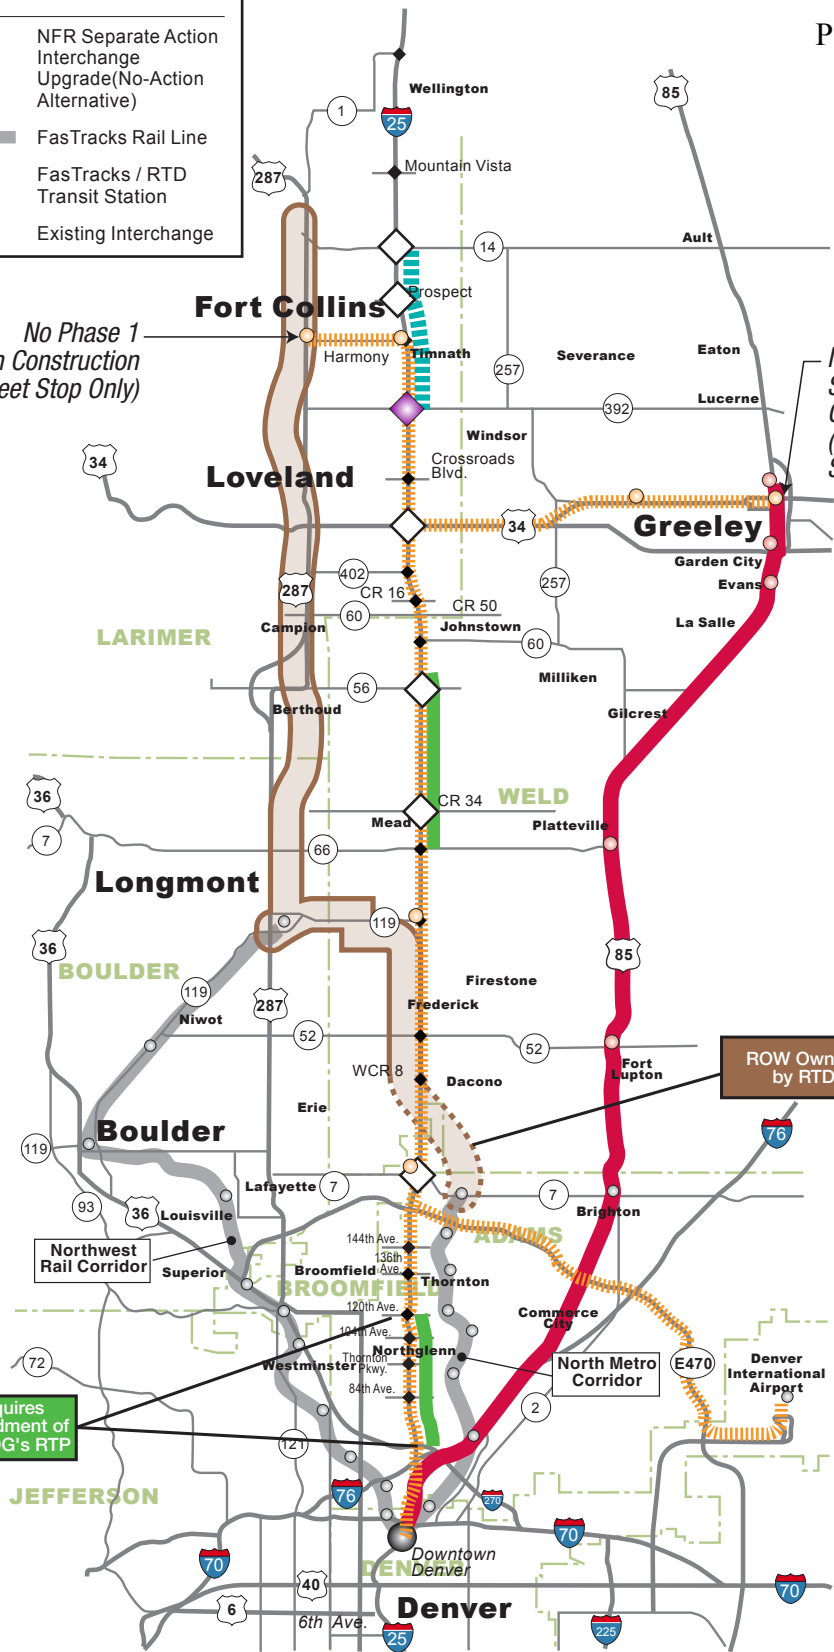 P
NFR Separate Action
Interchange
Upgrade(No-Action
Alternative)
FasTracks Rail Line
FasTracks / RTD
Transit Station
Existing Interchange
Wellington
1
25
85
287
Mountain Vista
14
Ault
Fort Collins
Prospect
No Phase 1
Construction
eet Stop Only)
Harmony
Timnath
Severance
Eaton
257
392
Lucerne
Windsor
34
Loveland
Crossroads
Blvd.
34
Greeley
Garden City
402
CR 16
287
257
Evans
60
CR 50
Campion
Johnstown
60
La Salle
LARIMER
Milliken
56
Berthoud
Gilcrest
36
CR 34
WELD
Mead
Platteville
7
66
Longmont
119
36
85
BOULDER
Firestone
119
287
Frederick
Niwot
52
52
WCR 8
Dacono
Fort
Lupton
ROW Own
by RTD
Erie
76
Boulder
119
Lafayette
7
7
93
36
Louisville
Brighton
144th Ave.
ADAMS
Northwest
Rail Corridor
136th
Ave.
Superior
Broomfield
Thornton
BROOMFIELD
120th Ave.
Commerce
City
104th Ave.
Northglenn
72
Westminster
Thornton
Pkwy.
North Metro
Corridor
E470
Denver
International
Airport
84th Ave.
2
quires
dment of
OG's RTP
121
JEFFERSON
76
270
70
70
Downtown
Denver
DENVER
40
70
6
6th Ave.
Denver
25
225